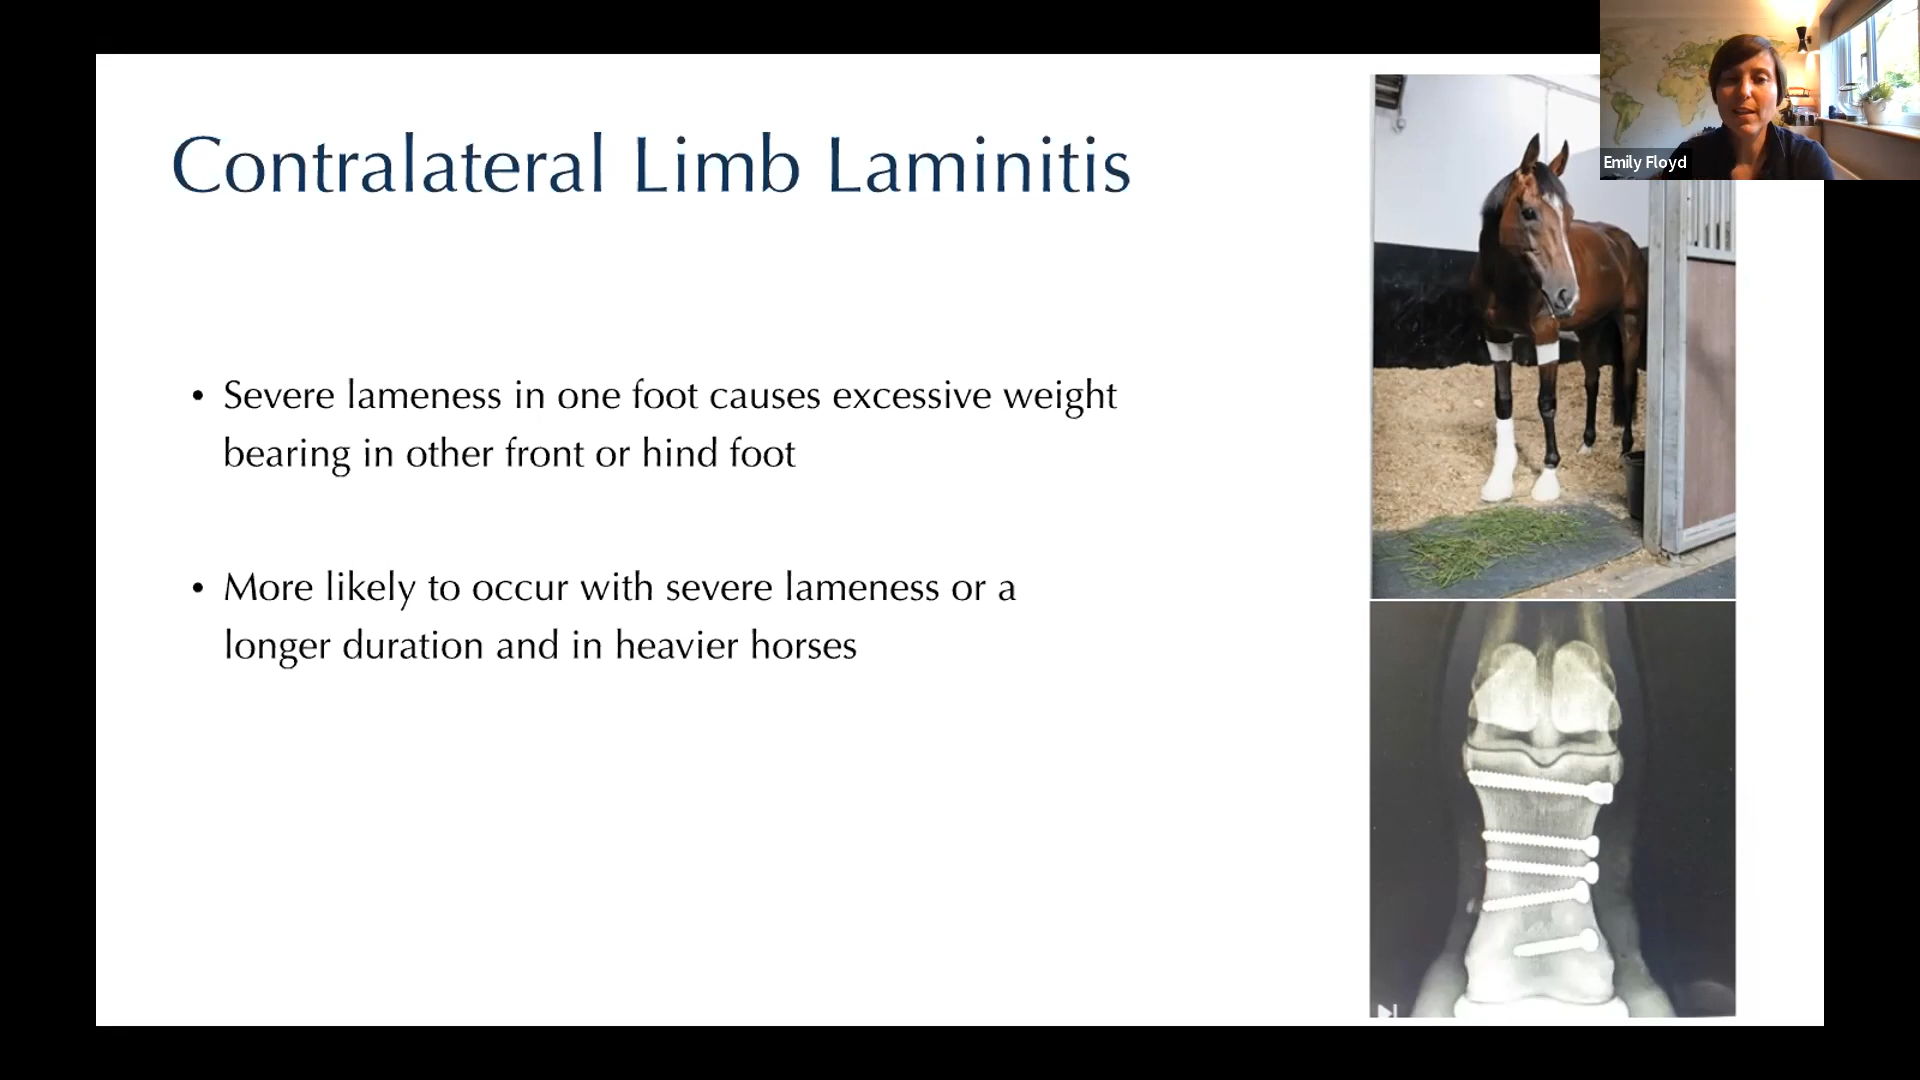 Contralateral Limb Laminitis
Emily Floyd
• Severe lameness in one foot causes excessive weight
bearing in other front or hind foot
• More likely to occur with severe lameness or a
longer duration and in heavier horses